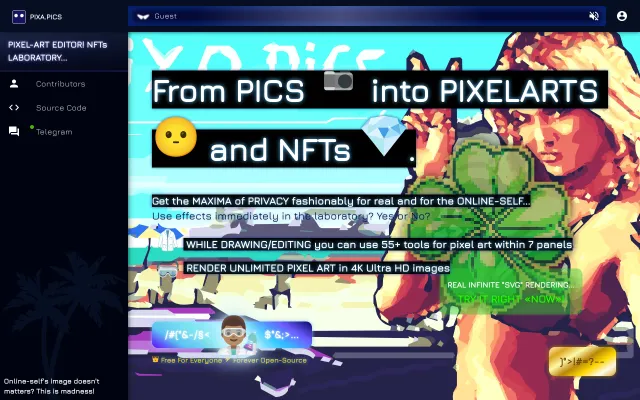 PIXA.PICS
Guest
PIXEL-ART EDITOR! NFTs
LABORATORY...
Contributors
Source Code
Telegram
From PICS into PIXELARTS
and NFTs .
Get the MAXIMA of PRIVACY fashionably for real and for the ONLINE-SELF...
Use effects immediately in the laboratory? Yes or No?
WHILE DRAWING/EDITING you can use 55+ tools for pixel art within 7 panels
RENDER UNLIMITED PIXEL ART in 4K Ultra HD images
REAL INFINITE "SVG" RENDERING...
TRY IT RIGHT «NOW»
Free For Everyone
Forever Open-Source
Online-self's image doesn't
matters? This is madness!